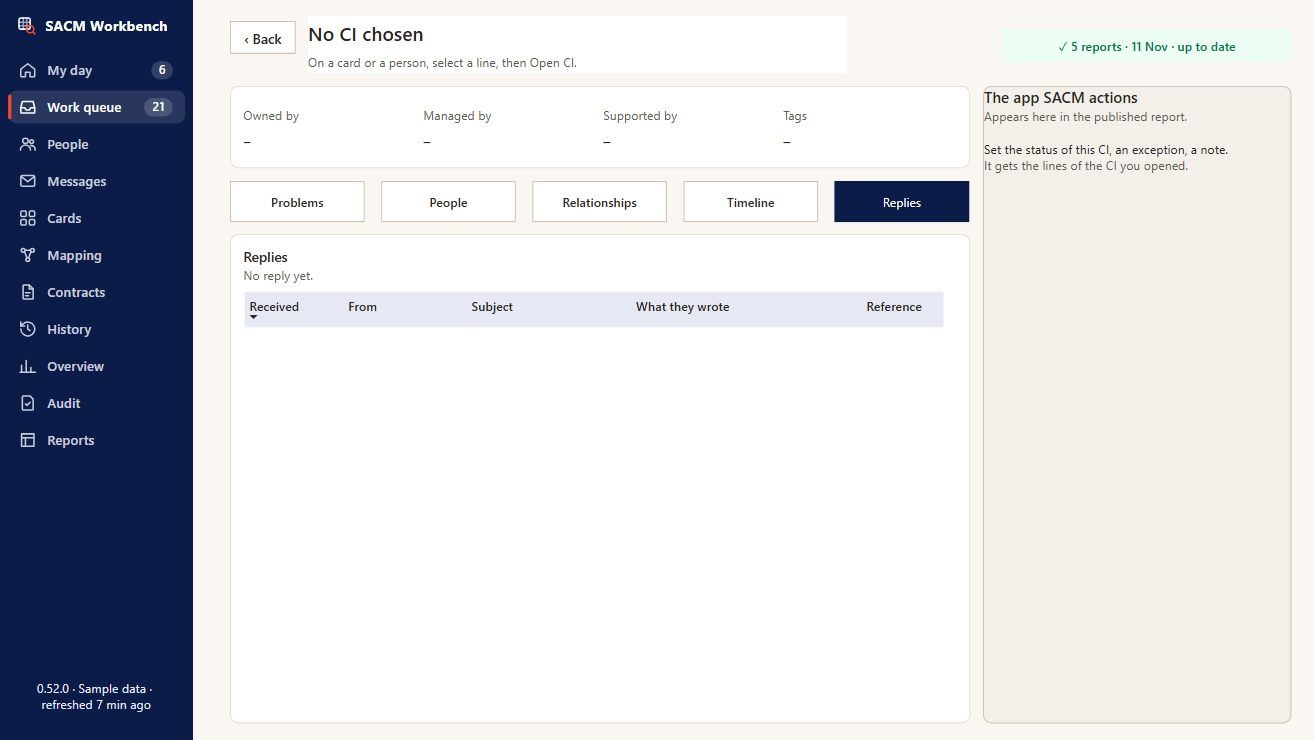 SACM Workbench
My day 6
Work queue 21
People
Messages
Cards
Mapping
Contracts
History
Overview
Audit
Reports
0.52.0 · Sample data ·
refreshed 7 min ago
‹ Back
No CI chosen
On a card or a person, select a line, then Open CI.
✓ 5 reports · 11 Nov · up to date
Owned by Managed by Supported by Tags
– – – –
Problems People Relationships Timeline Replies
Replies
No reply yet.
Received From Subject What they wrote Reference
The app SACM actions
Appears here in the published report.
Set the status of this CI, an exception, a note.
It gets the lines of the CI you opened.